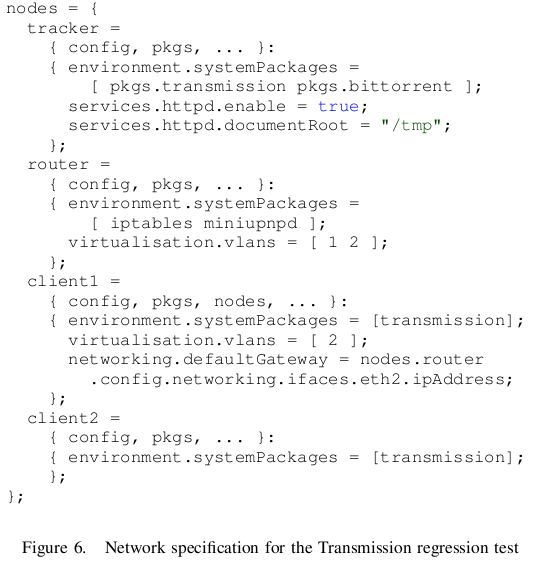 nodes = {
  tracker =
    { config, pkgs, ... }:
    { environment.systemPackages =
        [ pkgs.transmission pkgs.bittorrent ];
      services.httpd.enable = true;
      services.httpd.documentRoot = "/tmp";
    };
  router =
    { config, pkgs, ... }:
    { environment.systemPackages =
        [ iptables miniupnpd ];
      virtualisation.vlans = [ 1 2 ];
    };
  client1 =
    { config, pkgs, nodes, ... }:
    { environment.systemPackages = [transmission];
      virtualisation.vlans = [ 2 ];
      networking.defaultGateway = nodes.router
        .config.networking.ifaces.eth2.ipAddress;
    };
  client2 =
    { config, pkgs, ... }:
    { environment.systemPackages = [transmission];
    };
};
Figure 6. Network specification for the Transmission regression test